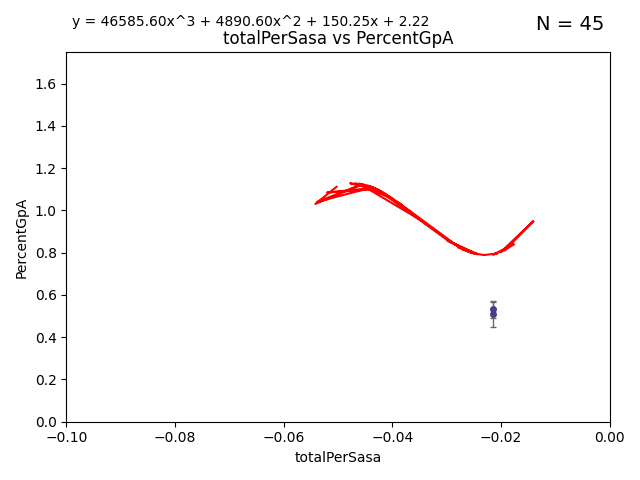 y = 46585.60x^3 + 4890.60x^2 + 150.25x + 2.22
N = 45
totalPerSasa vs PercentGpA
1.6
1.4
1.2
1.0
0.8
0.6
0.4
0.2
0.0
PercentGpA
−0.10 −0.08 −0.06 −0.04 −0.02 0.00
totalPerSasa